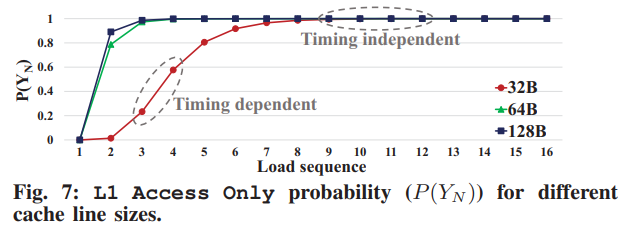 1
0.8
0.6
0.4
0.2
0
P(Y_N)
Timing independent
Timing dependent
32B
64B
128B
1 2 3 4 5 6 7 8 9 10 11 12 13 14 15 16
Load sequence
Fig. 7: L1 Access Only probability (P(Y_N)) for different
cache line sizes.